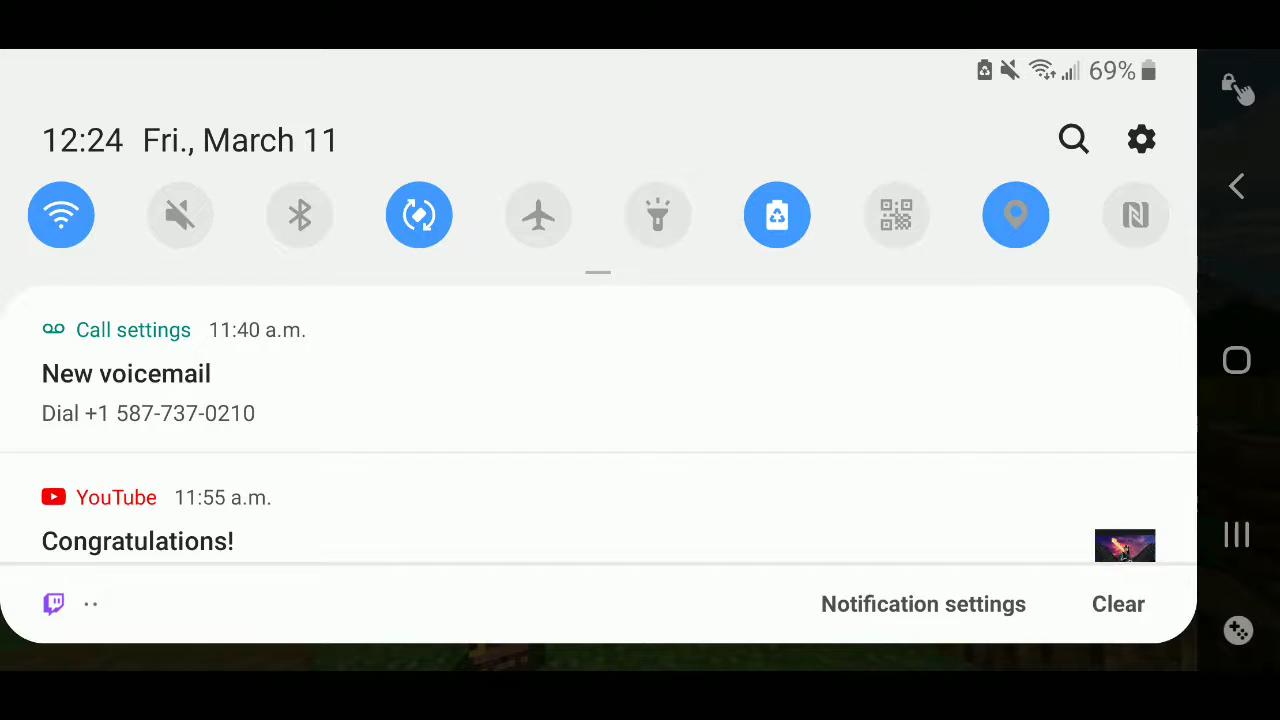 69%
12:24 Fri., March 11
Call settings 11:40 a.m.
New voicemail
Dial +1 587-737-0210
YouTube 11:55 a.m.
Congratulations!
Notification settings Clear